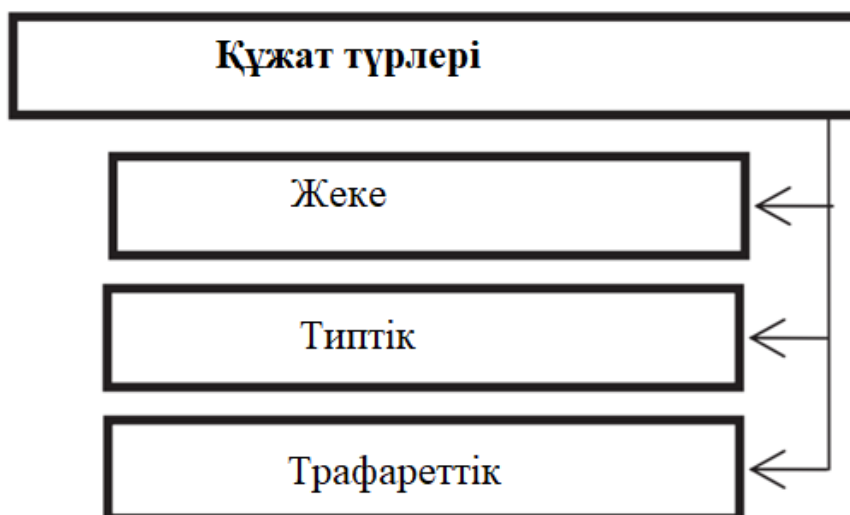 Құжат түрлері
Жеке
Типтік
Трафареттік